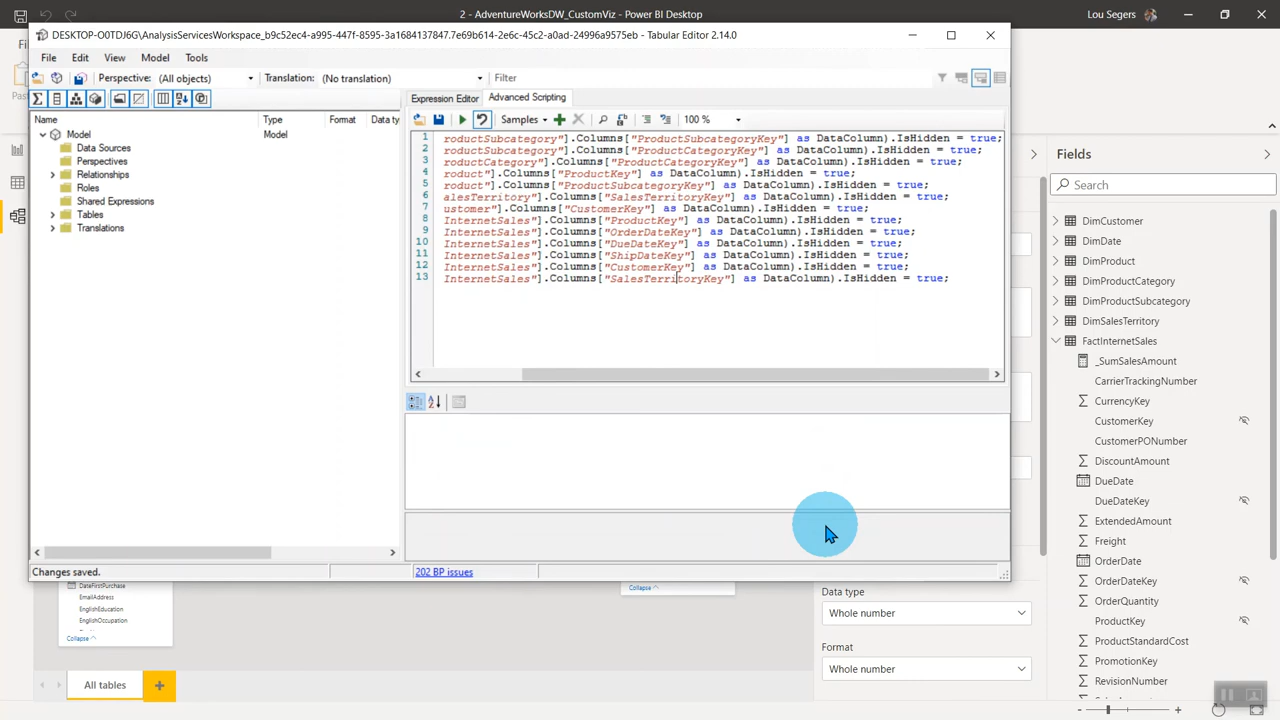 2 - AdventureWorksDW_CustomViz - Power BI Desktop
Lou Segers
DESKTOP-O0TDJ6G\AnalysisServicesWorkspace_b9c52ec4-a995-447f-8595-3a1684137847.7e69b614-2e6c-45c2-a0ad-24996a9575eb - Tabular Editor 2.14.0
File Edit View Model Tools
Perspective: (All objects) Translation: (No translation) Filter
Expression Editor Advanced Scripting
Samples 100 %
Name Type Format Data ty
Model Model
Data Sources
Perspectives
Relationships
Roles
Shared Expressions
Tables
Translations
1 roductSubcategory"].Columns["ProductSubcategoryKey"] as DataColumn).IsHidden = true;
2 roductSubcategory"].Columns["ProductCategoryKey"] as DataColumn).IsHidden = true;
3 roductCategory"].Columns["ProductCategoryKey"] as DataColumn).IsHidden = true;
4 roduct"].Columns["ProductKey"] as DataColumn).IsHidden = true;
5 roduct"].Columns["ProductSubcategoryKey"] as DataColumn).IsHidden = true;
6 alesTerritory"].Columns["SalesTerritoryKey"] as DataColumn).IsHidden = true;
7 ustomer"].Columns["CustomerKey"] as DataColumn).IsHidden = true;
8 InternetSales"].Columns["ProductKey"] as DataColumn).IsHidden = true;
9 InternetSales"].Columns["OrderDateKey"] as DataColumn).IsHidden = true;
10 InternetSales"].Columns["DueDateKey"] as DataColumn).IsHidden = true;
11 InternetSales"].Columns["ShipDateKey"] as DataColumn).IsHidden = true;
12 InternetSales"].Columns["CustomerKey"] as DataColumn).IsHidden = true;
13 InternetSales"].Columns["SalesTerritoryKey"] as DataColumn).IsHidden = true;
Changes saved.
202 BP issues
Fields
Search
DimCustomer
DimDate
DimProduct
DimProductCategory
DimProductSubcategory
DimSalesTerritory
FactInternetSales
_SumSalesAmount
CarrierTrackingNumber
CurrencyKey
CustomerKey
CustomerPONumber
DiscountAmount
DueDate
DueDateKey
ExtendedAmount
Freight
OrderDate
OrderDateKey
OrderQuantity
ProductKey
ProductStandardCost
PromotionKey
RevisionNumber
DateFirstPurchase
EmailAddress
EnglishEducation
EnglishOccupation
Collapse
Collapse
Data type
Whole number
Format
Whole number
All tables